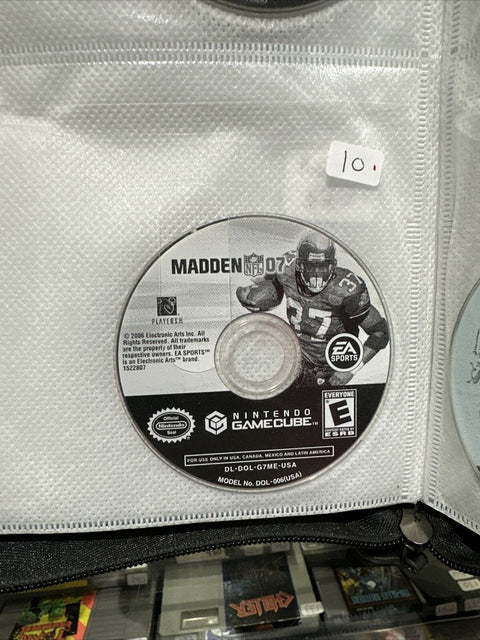 10.
MADDEN NFL 07
37
37
PLAYERS INC
© 2006 Electronic Arts Inc. All
Rights Reserved. All trademarks
are the property of their
respective owners. EA SPORTS™
is an Electronic Arts™ brand.
1522807
EA
SPORTS
Official
Nintendo
Seal
NINTENDO
GAMECUBE™
EVERYONE
E
CONTENT RATED BY
ESRB
FOR USE ONLY IN USA, CANADA, MEXICO AND LATIN AMERICA
DL-DOL-G7ME-USA
MODEL No. DOL-006(USA)
CHILLER